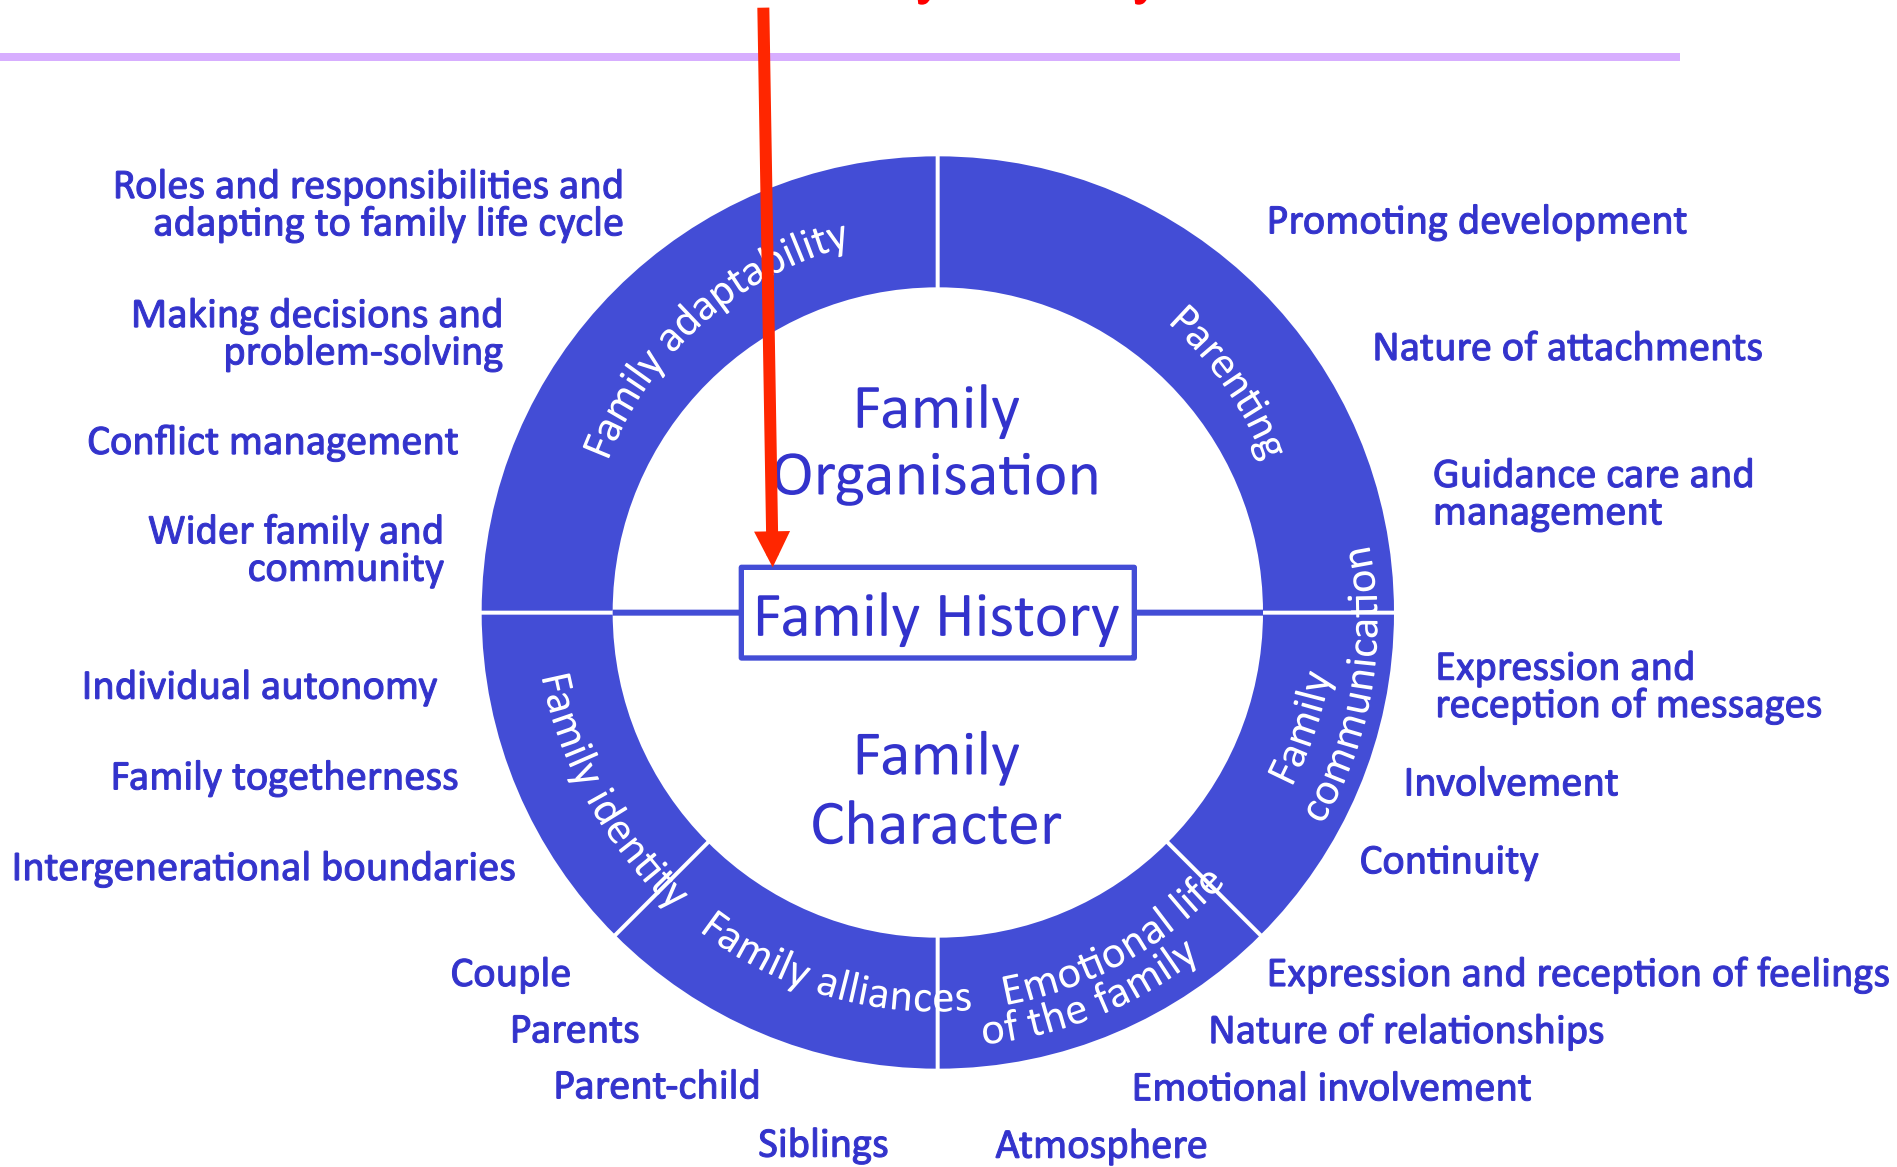 Roles and responsibilities and
adapting to family life cycle
Making decisions and
problem-solving
Conflict management
Wider family and
community
Family adaptability
Parenting
Promoting development
Nature of attachments
Guidance care and
management
Family
Organisation
Family History
Family
Character
Individual autonomy
Family togetherness
Intergenerational boundaries
Family identity
Family alliances
Couple
Parents
Parent-child
Siblings
Emotional life
of the family
Family
communication
Expression and
reception of messages
Involvement
Continuity
Expression and reception of feelings
Nature of relationships
Emotional involvement
Atmosphere